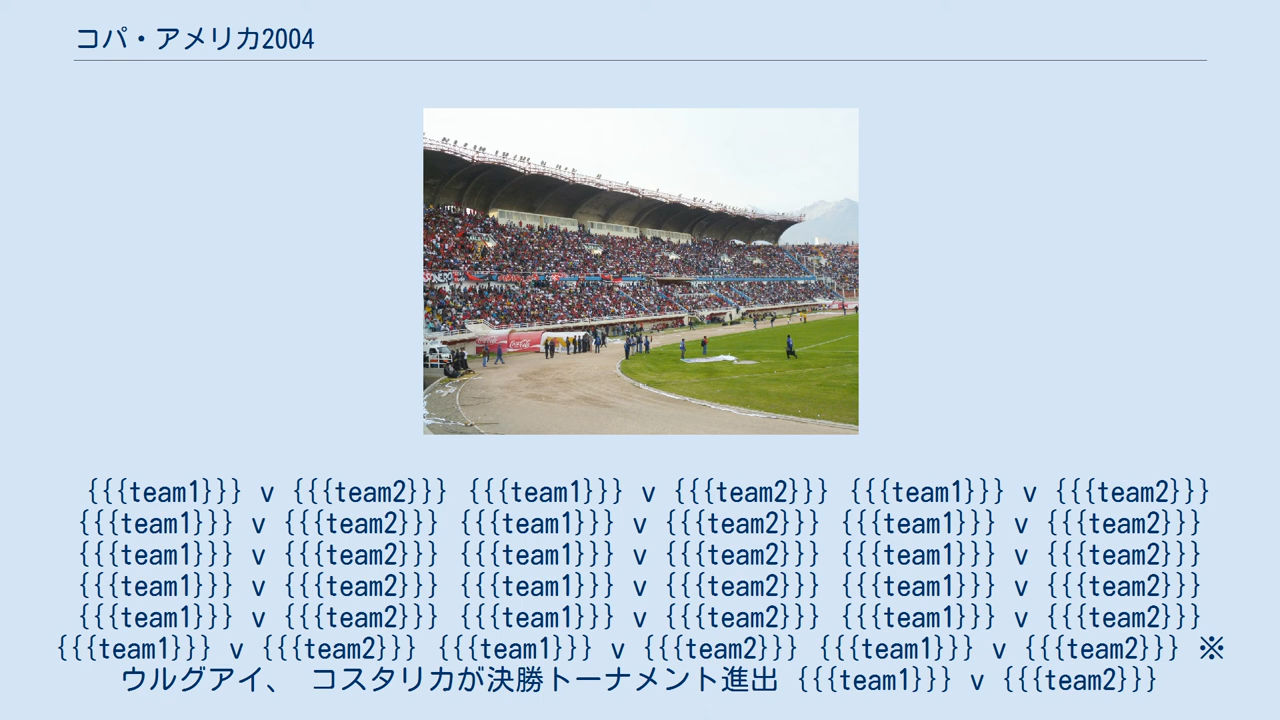 コパ・アメリカ2004
Coca-Cola
{{{team1}}} v {{{team2}}} {{{team1}}} v {{{team2}}} {{{team1}}} v {{{team2}}}
{{{team1}}} v {{{team2}}} {{{team1}}} v {{{team2}}} {{{team1}}} v {{{team2}}}
{{{team1}}} v {{{team2}}} {{{team1}}} v {{{team2}}} {{{team1}}} v {{{team2}}}
{{{team1}}} v {{{team2}}} {{{team1}}} v {{{team2}}} {{{team1}}} v {{{team2}}}
{{{team1}}} v {{{team2}}} {{{team1}}} v {{{team2}}} {{{team1}}} v {{{team2}}}
{{{team1}}} v {{{team2}}} {{{team1}}} v {{{team2}}} {{{team1}}} v {{{team2}}} ※
ウルグアイ、 コスタリカが決勝トーナメント進出 {{{team1}}} v {{{team2}}}